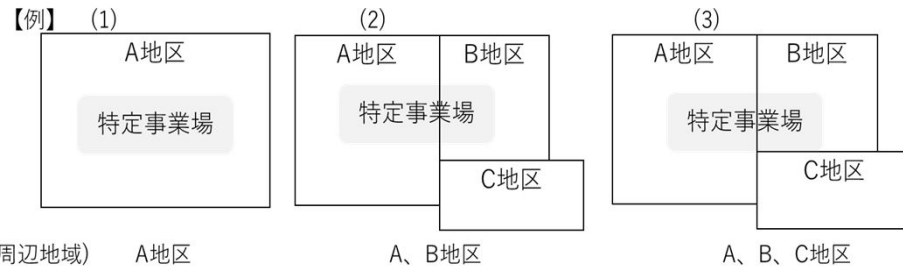 【例】 (1) (2) (3)
A地区 A地区 B地区 A地区 B地区
特定事業場 特定事業場 特定事業場
C地区 C地区
周辺地域) A地区 A、B地区 A、B、C地区